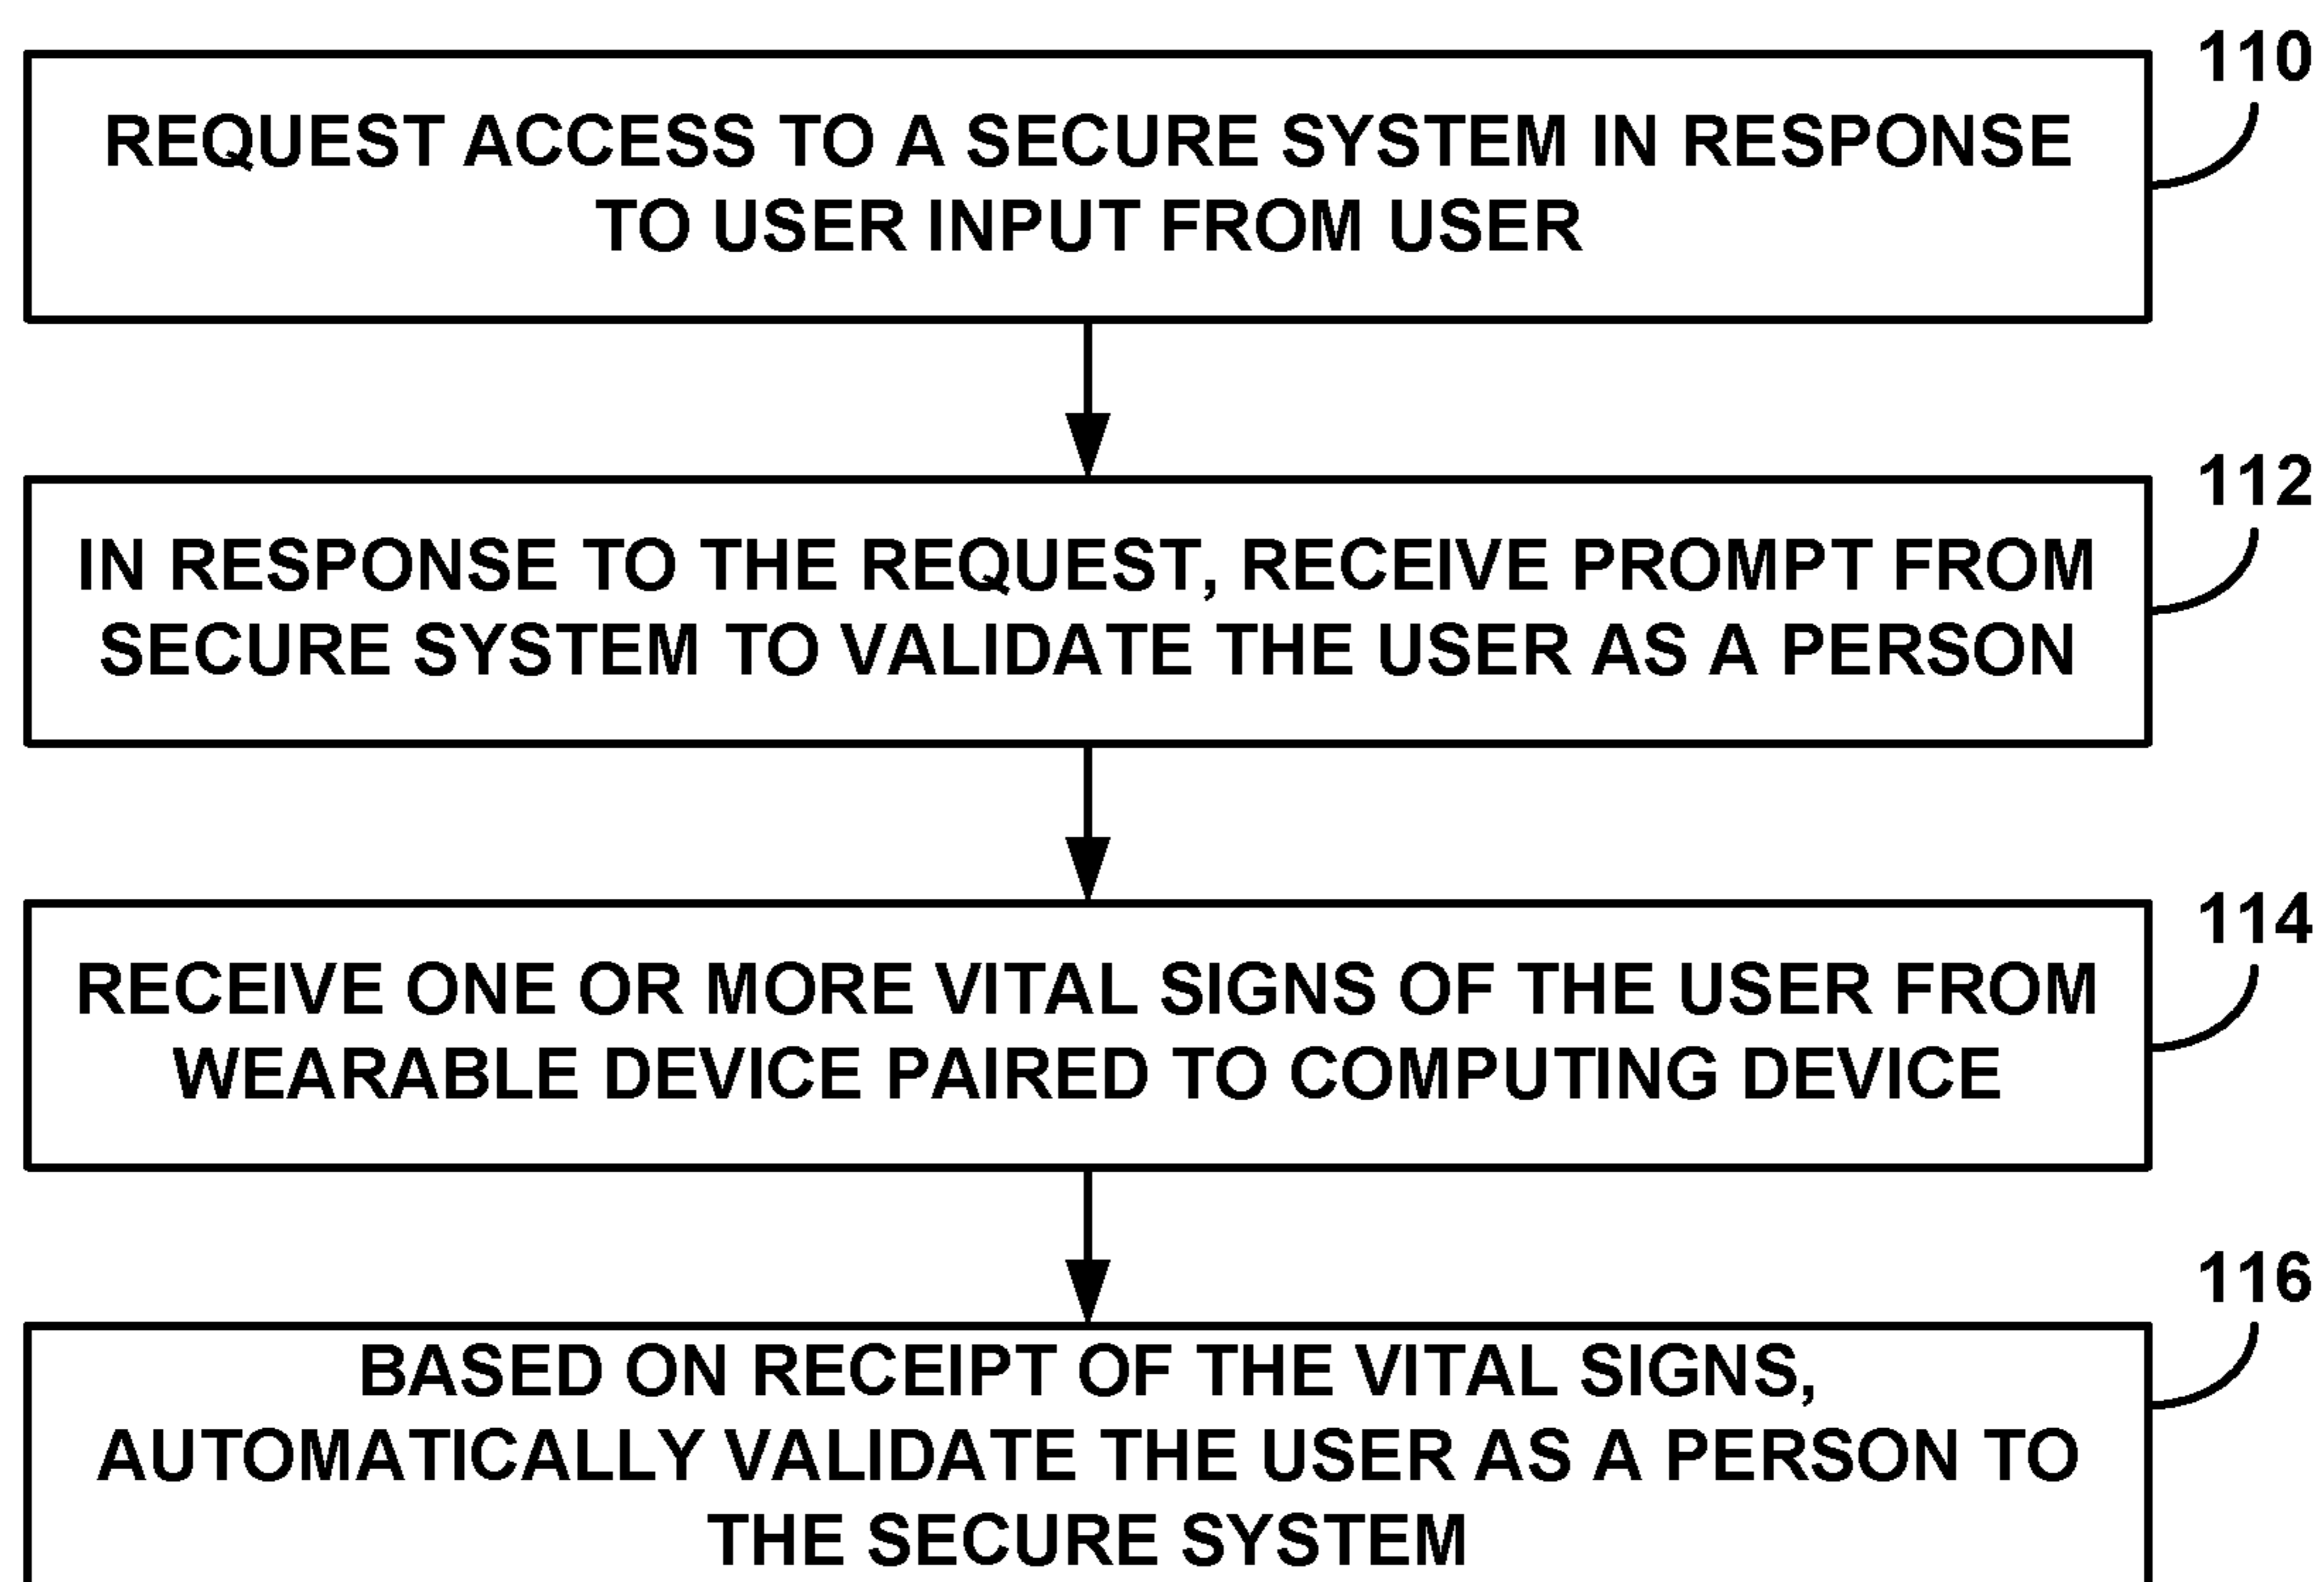 110
REQUEST ACCESS TO A SECURE SYSTEM IN RESPONSE
TO USER INPUT FROM USER
112
IN RESPONSE TO THE REQUEST, RECEIVE PROMPT FROM
SECURE SYSTEM TO VALIDATE THE USER AS A PERSON
114
RECEIVE ONE OR MORE VITAL SIGNS OF THE USER FROM
WEARABLE DEVICE PAIRED TO COMPUTING DEVICE
116
BASED ON RECEIPT OF THE VITAL SIGNS,
AUTOMATICALLY VALIDATE THE USER AS A PERSON TO
THE SECURE SYSTEM